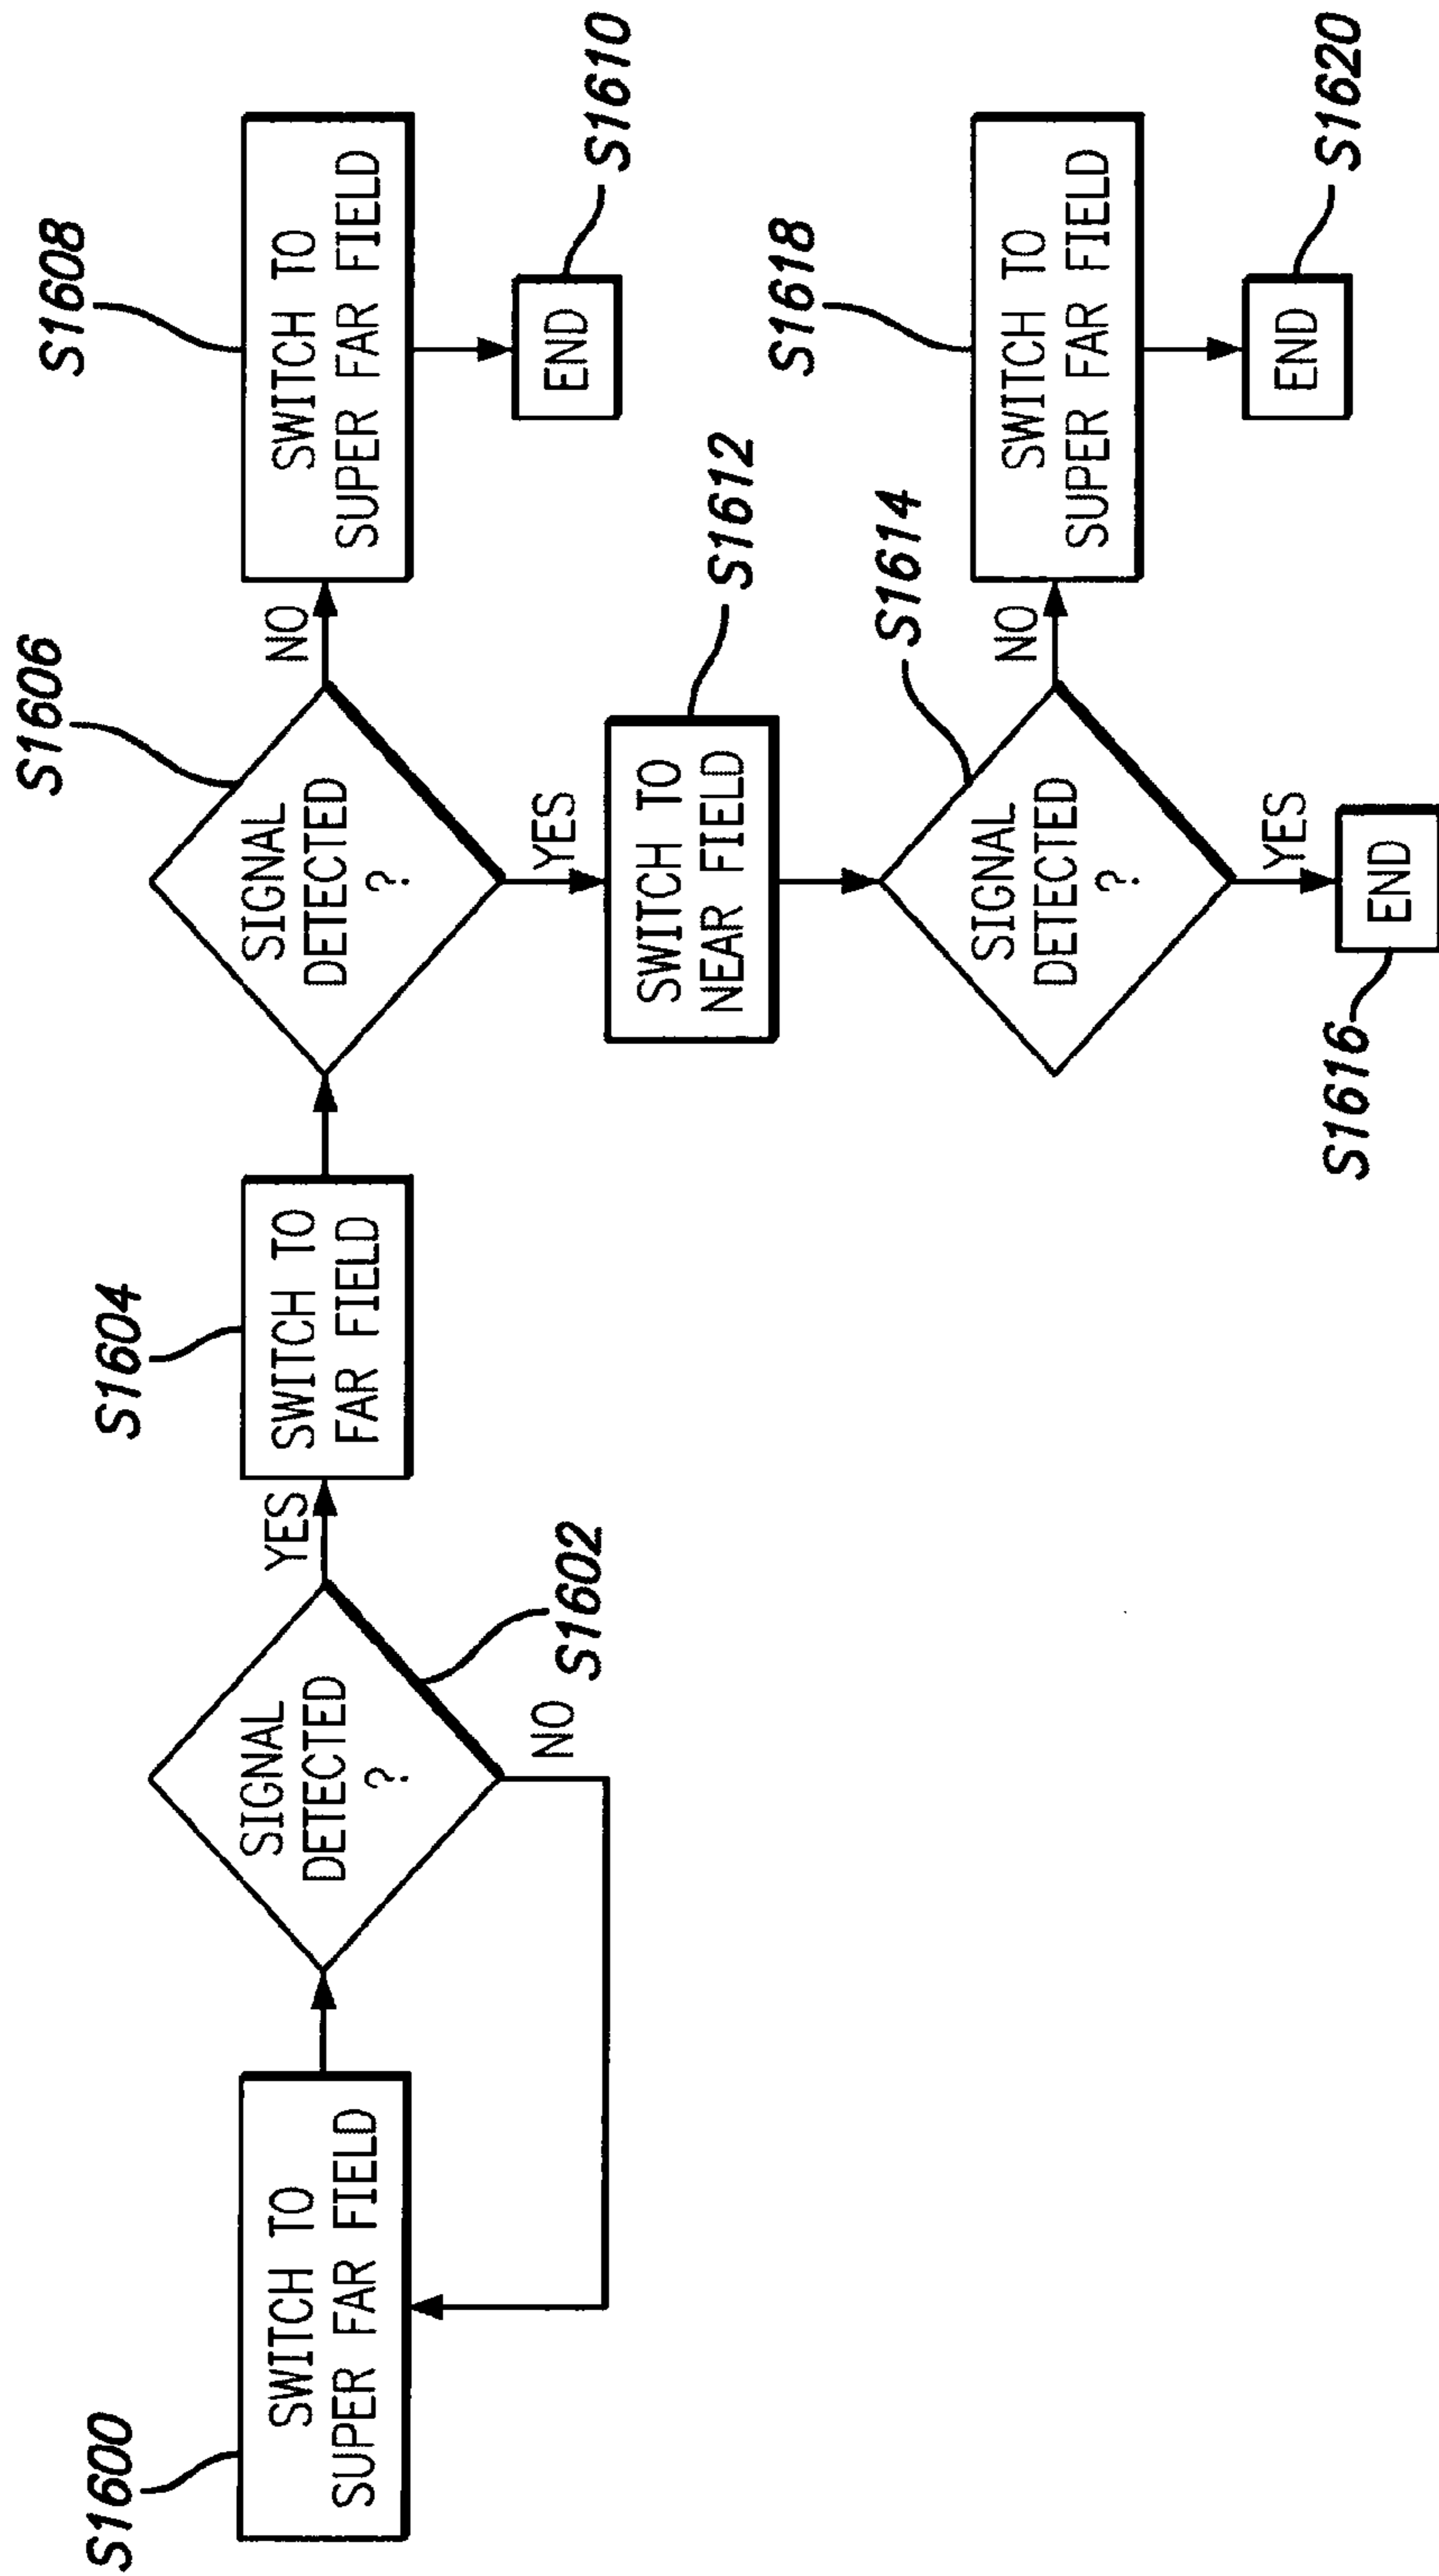 S1600
SWITCH TO
SUPER FAR FIELD
SIGNAL
DETECTED
?
S1602
NO
YES
S1604
SWITCH TO
FAR FIELD
S1606
SIGNAL
DETECTED
?
NO
S1608
SWITCH TO
SUPER FAR FIELD
END
S1610
YES
SWITCH TO
NEAR FIELD
S1612
SIGNAL
DETECTED
?
S1614
NO
S1618
SWITCH TO
SUPER FAR FIELD
END
S1620
YES
END
S1616